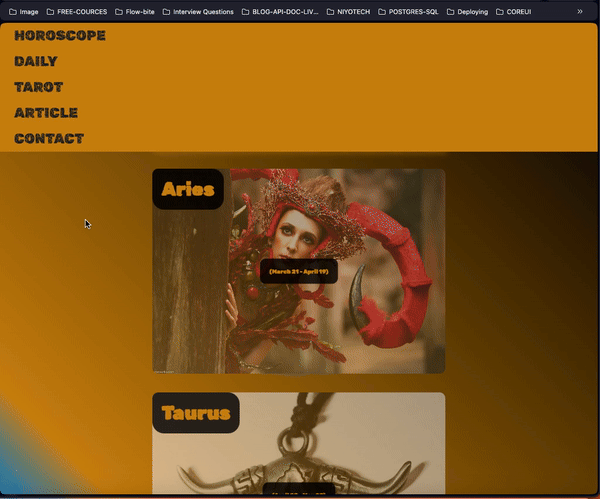 Image FREE-COURCES Flow-bite Interview Questions BLOG-API-DOC-LIV... NIYOTECH POSTGRES-SQL Deploying COREUI »
HOROSCOPE
DAILY
TAROT
ARTICLE
CONTACT
Aries
(March 21 - April 19)
Taurus